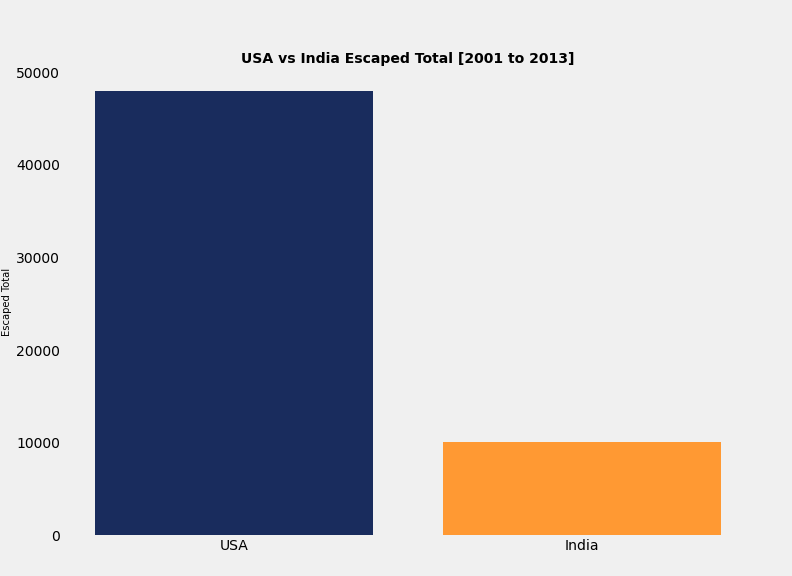 USA vs India Escaped Total [2001 to 2013]
50000
40000
30000
20000
10000
0
Escaped Total
USA
India